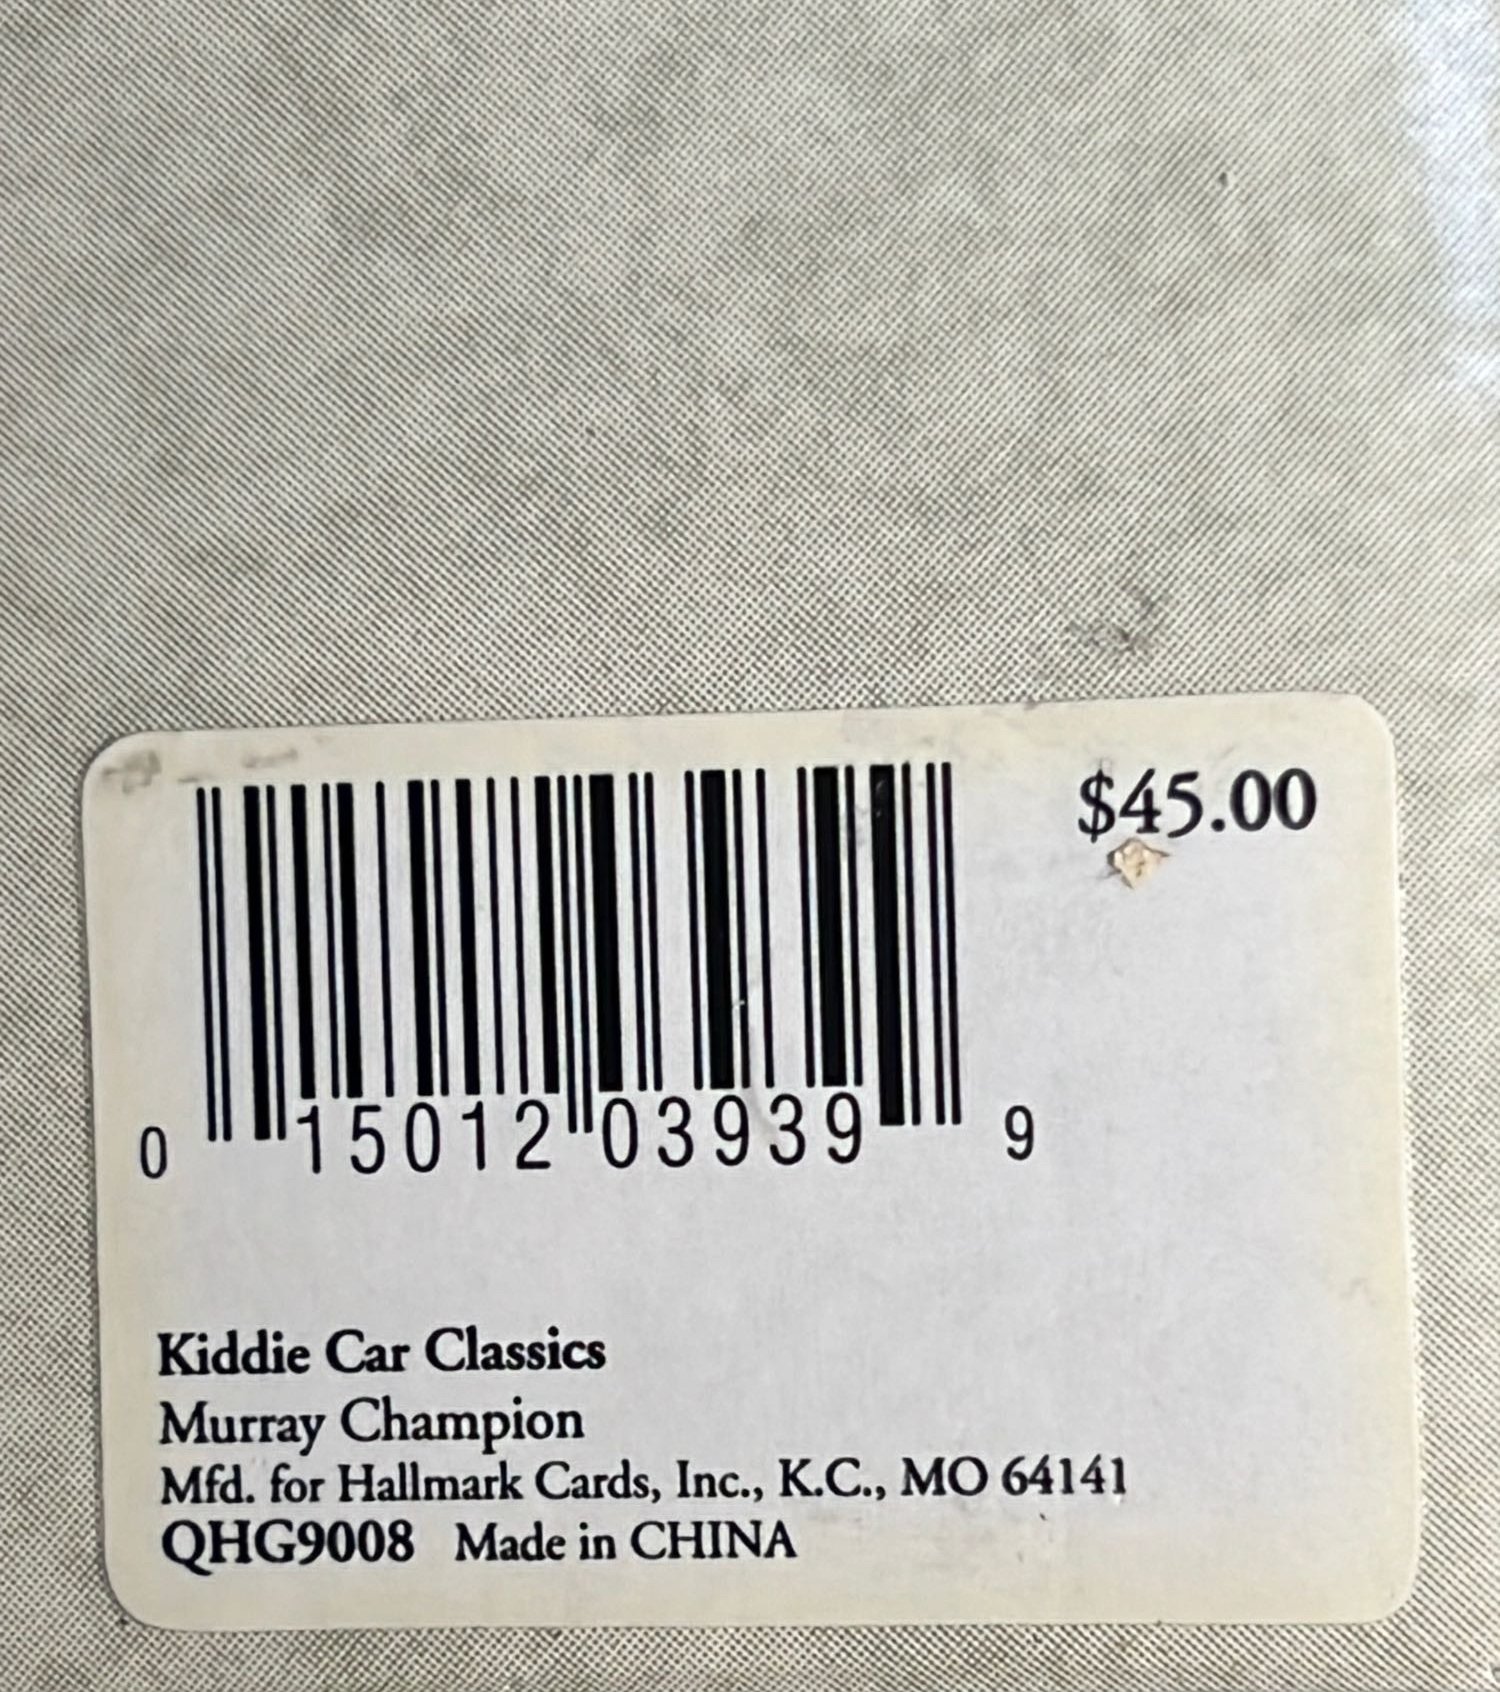 $45.00
0 15012 03939 9
Kiddie Car Classics
Murray Champion
Mfd. for Hallmark Cards, Inc., K.C., MO 64141
QHG9008 Made in CHINA